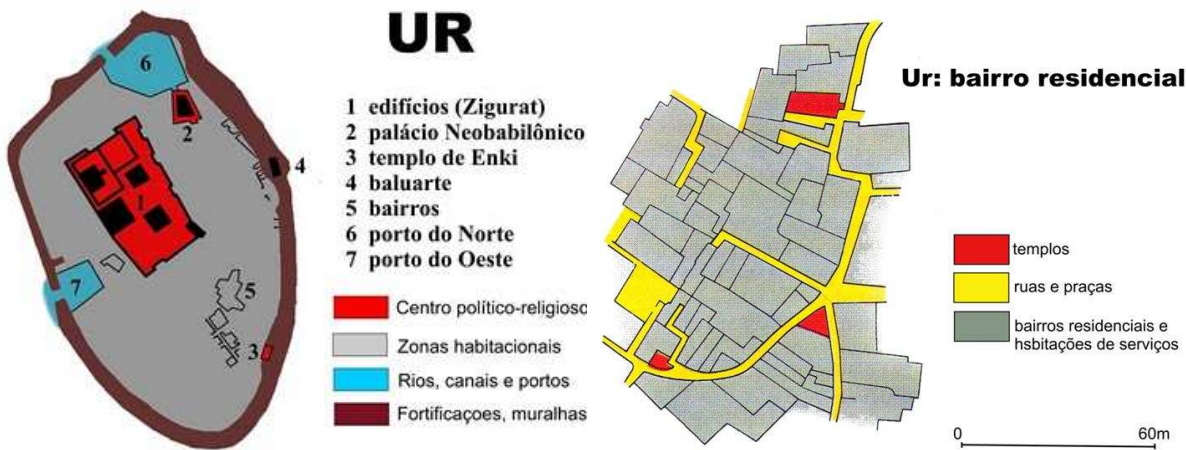 UR
1 edifícios (Zigurat)
2 palácio Neobabilônico
3 templo de Enki
4 baluarte
5 bairros
6 porto do Norte
7 porto do Oeste
Centro político-religioso
Zonas habitacionais
Rios, canais e portos
Fortificaçoes, muralhas
6
2
4
1
7
5
3
Ur: bairro residencial
templos
ruas e praças
bairros residenciais e
hsbitações de serviços
0 60m